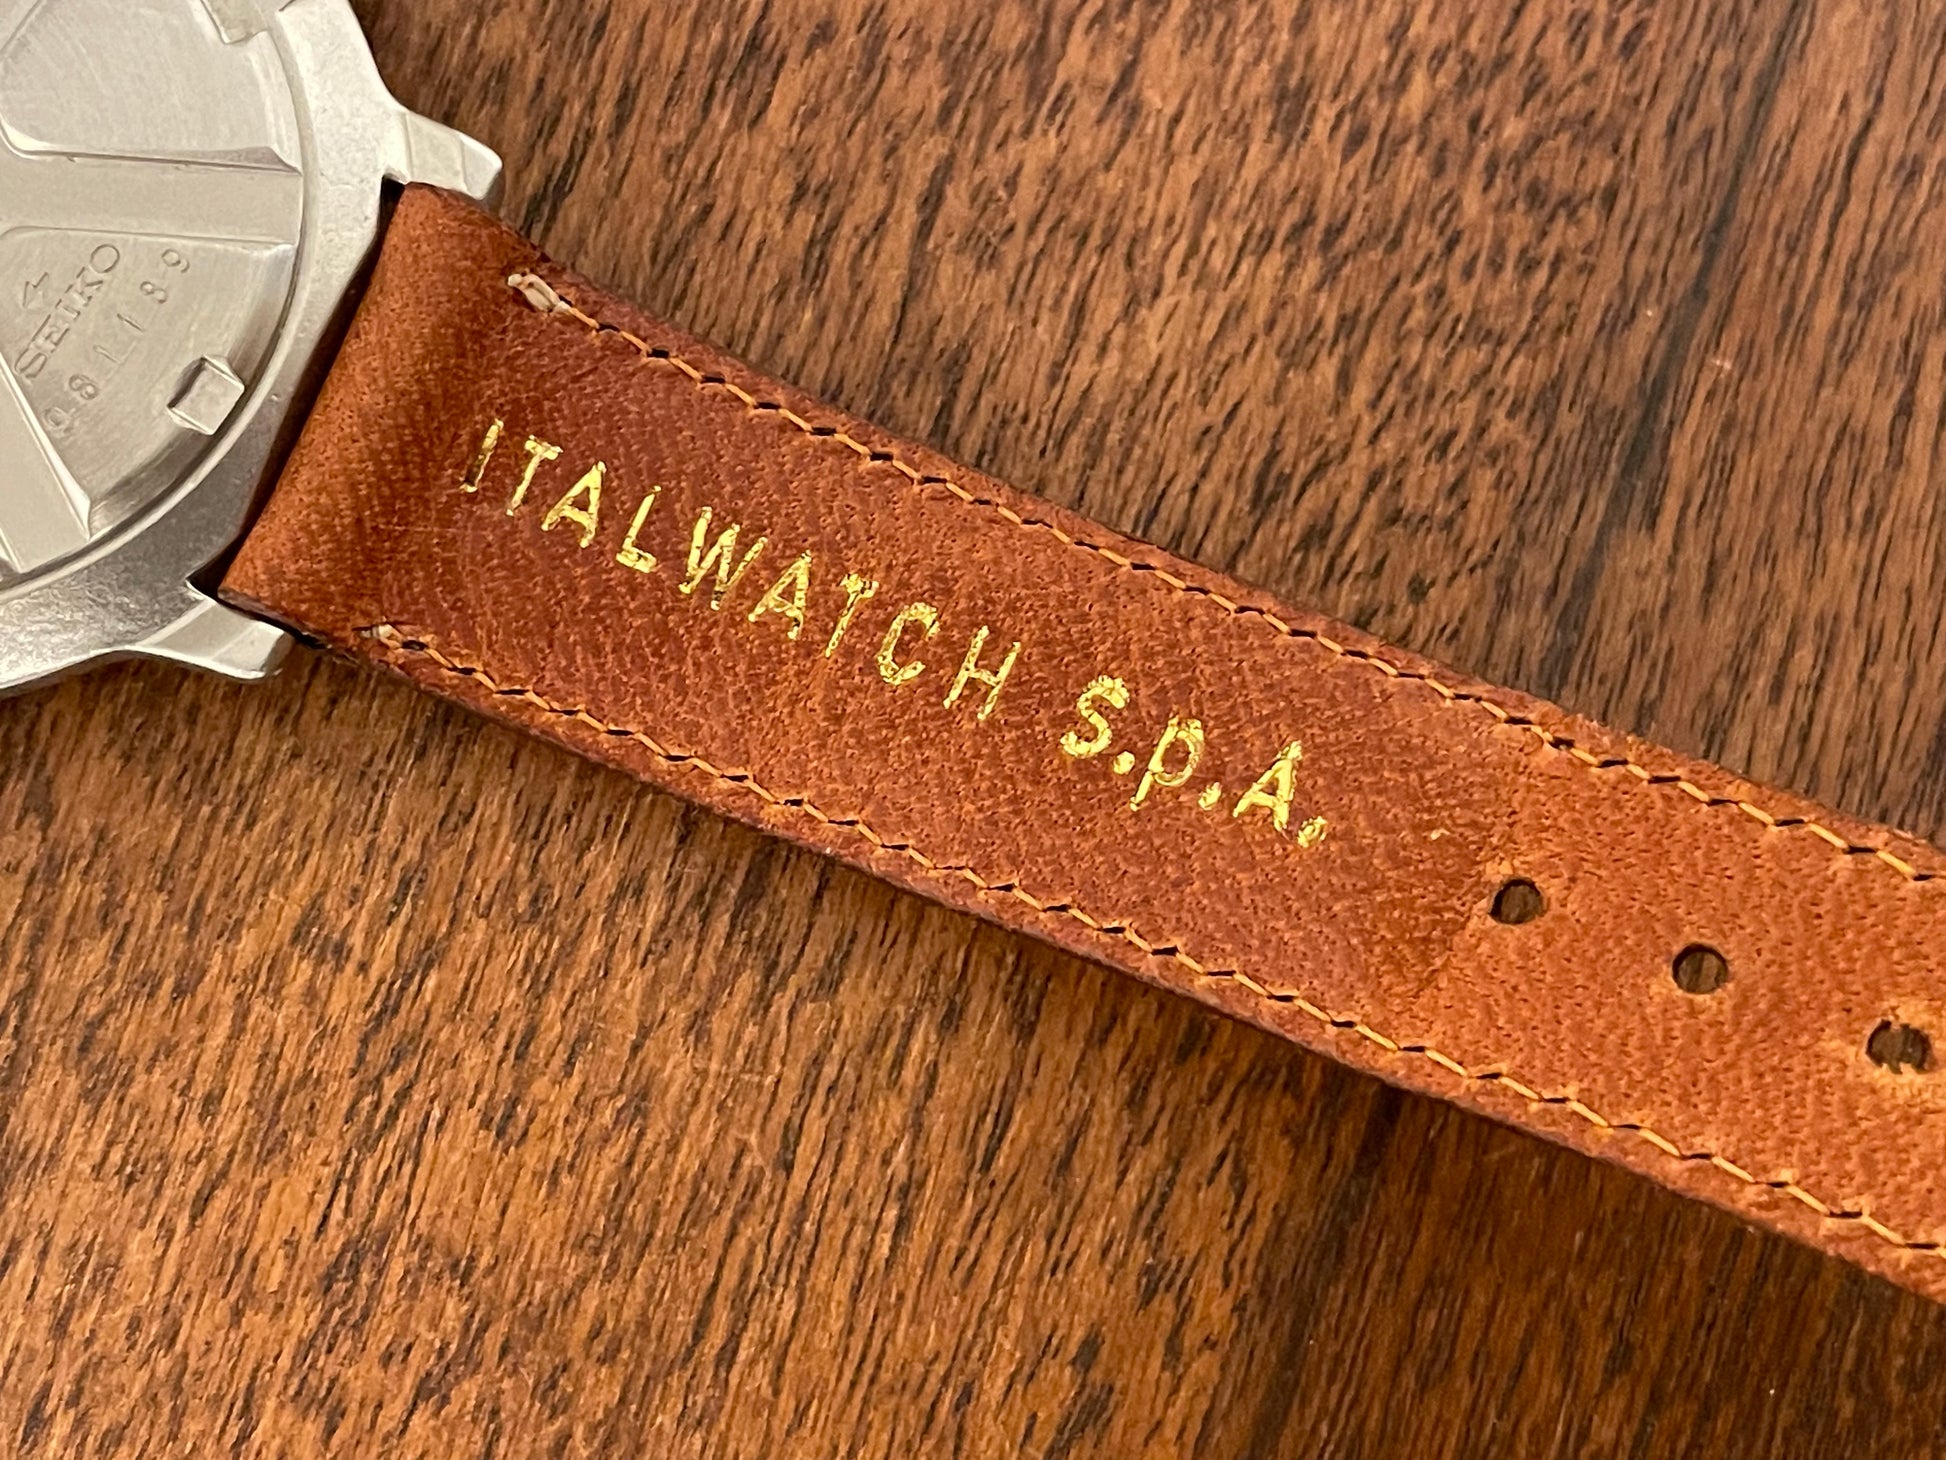 SEIKO
981189
ITALWATCH S.p.A.